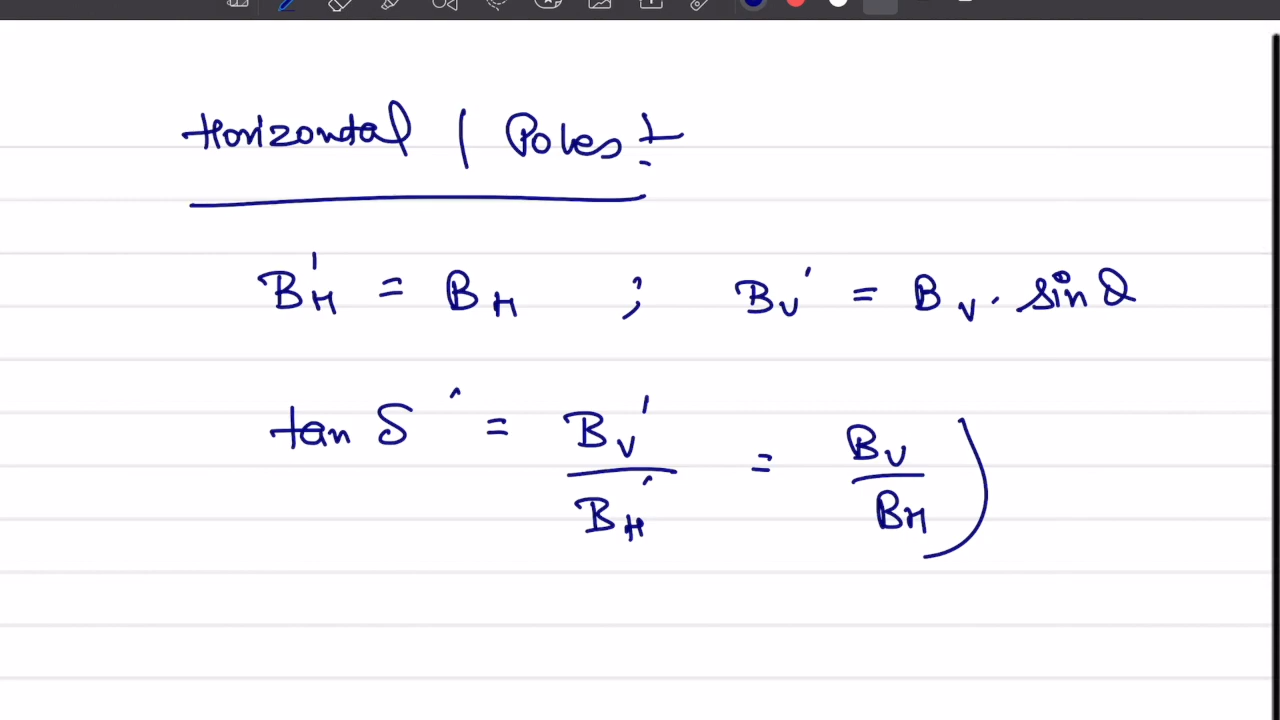 Horizontal | Poles :-
B'H = BH ; BV' = BV . sin θ
tan δ' = BV' / BH' = BV / BH )